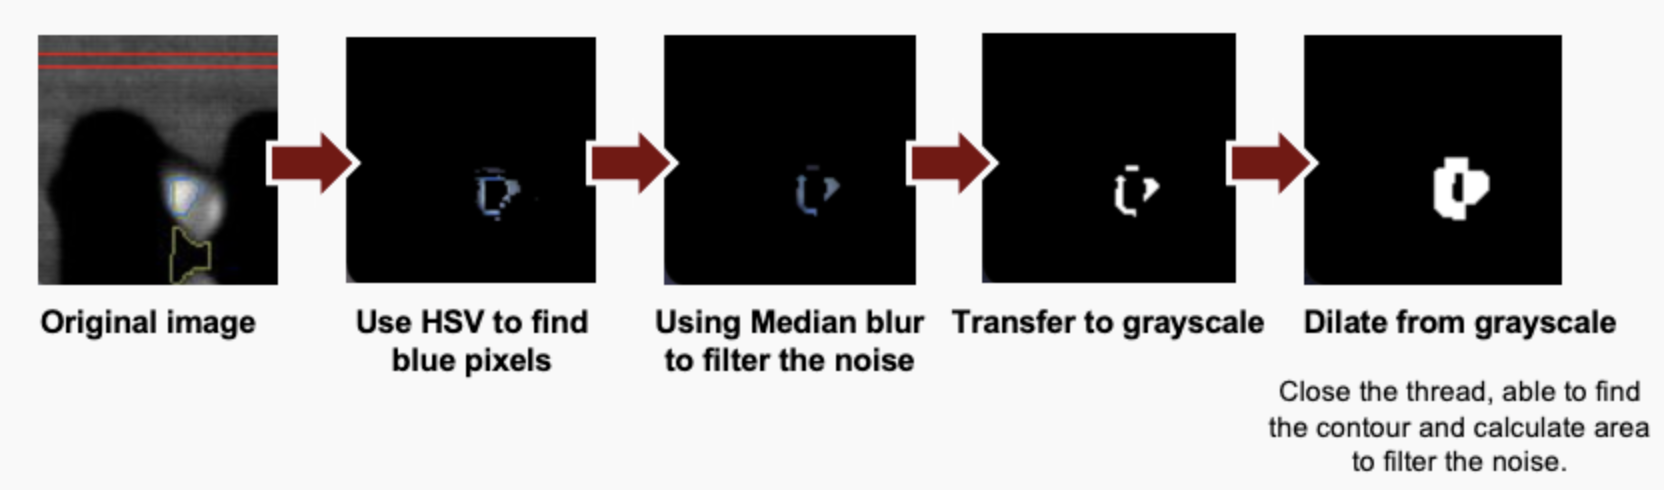 Original image
Use HSV to find
blue pixels
Using Median blur
to filter the noise
Transfer to grayscale
Dilate from grayscale
Close the thread, able to find
the contour and calculate area
to filter the noise.